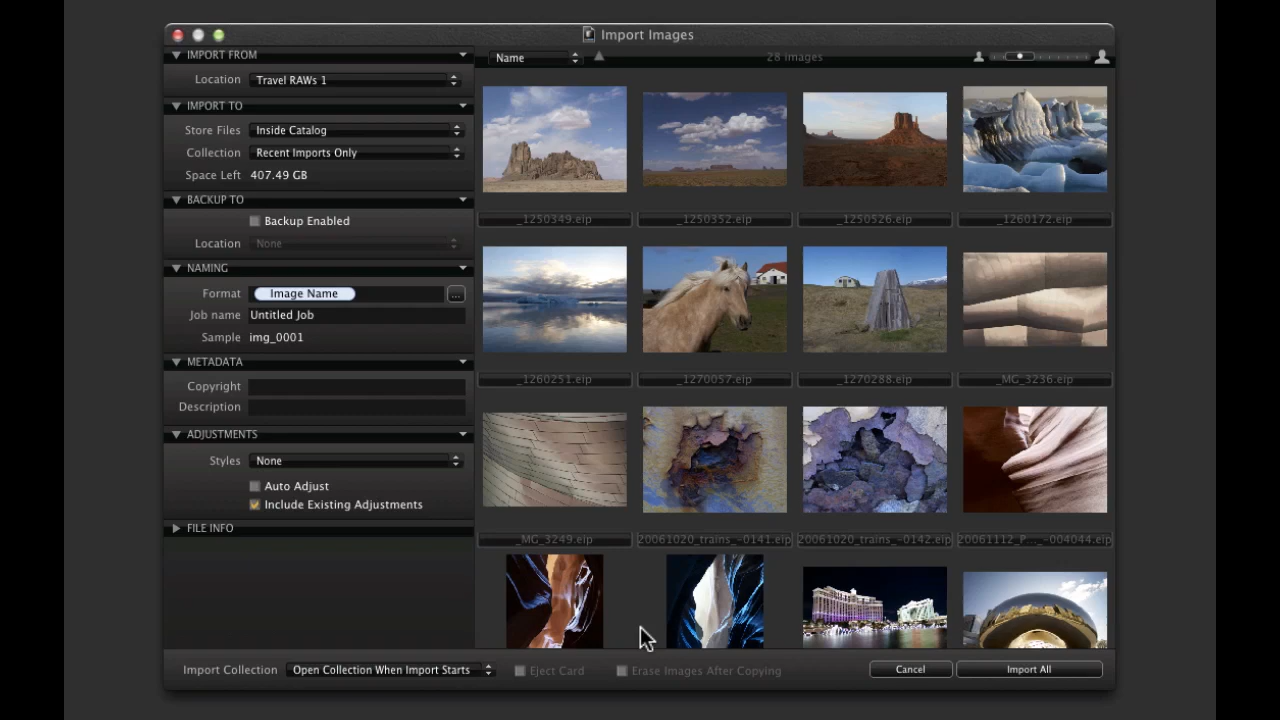 Import Images
IMPORT FROM
Location Travel RAWs 1
IMPORT TO
Store Files Inside Catalog
Collection Recent Imports Only
Space Left 407.49 GB
BACKUP TO
Backup Enabled
Location None
NAMING
Format Image Name ...
Job name Untitled Job
Sample img_0001
METADATA
Copyright
Description
ADJUSTMENTS
Styles None
Auto Adjust
Include Existing Adjustments
FILE INFO
Name 28 images
_1250349.eip _1250352.eip _1250526.eip _1260172.eip
_1260251.eip _1270057.eip _1270288.eip _MG_3236.eip
_MG_3249.eip 20061020_trains_-0141.eip 20061020_trains_-0142.eip 20061112_P..._-004044.eip
Import Collection Open Collection When Import Starts Eject Card Erase Images After Copying Cancel Import All